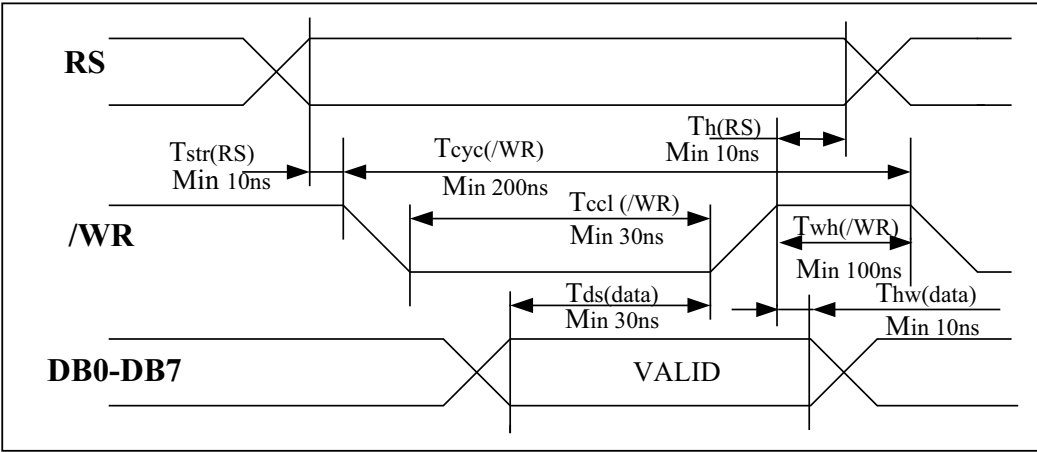 RS
Th(RS)
Min 10ns
Tstr(RS)
Min 10ns
Tcyc(/WR)
Min 200ns
/WR
Tccl (/WR)
Min 30ns
Twh(/WR)
Min 100ns
Tds(data)
Min 30ns
Thw(data)
Min 10ns
DB0-DB7
VALID